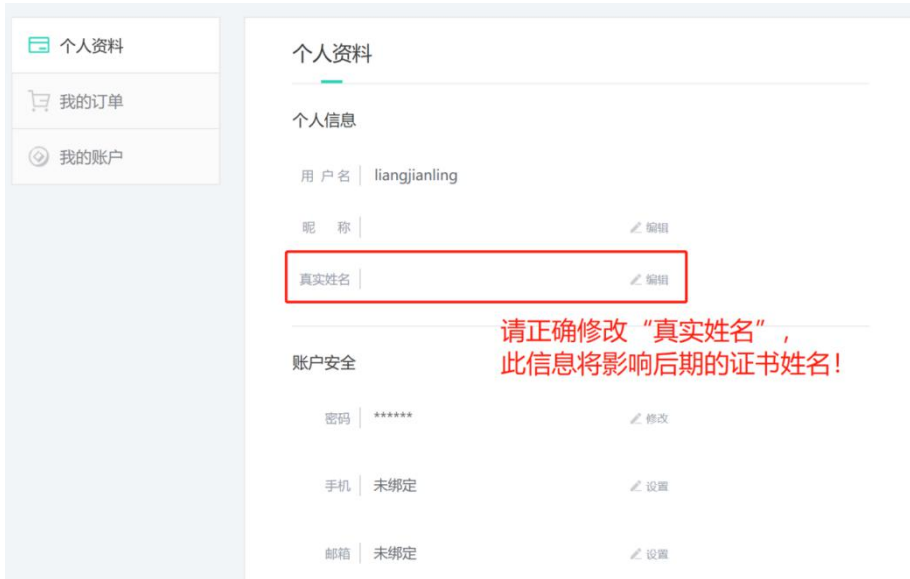 个人资料
我的订单
我的账户
个人资料
个人信息
用户名 liangjianling
昵称 编辑
真实姓名 编辑
请正确修改“真实姓名”,
此信息将影响后期的证书姓名!
账户安全
密码 ****** 修改
手机 未绑定 设置
邮箱 未绑定 设置